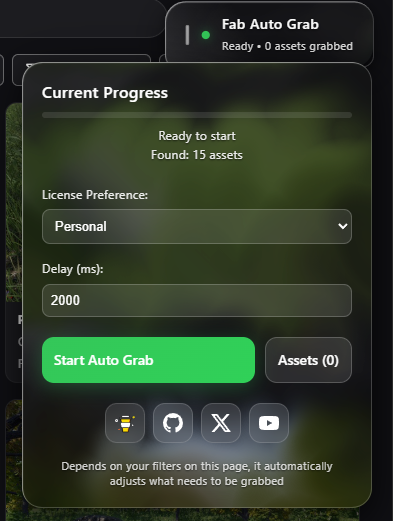 Fab Auto Grab
Ready • 0 assets grabbed
Current Progress
Ready to start
Found: 15 assets
License Preference:
Personal
Delay (ms):
2000
Start Auto Grab
Assets (0)
Depends on your filters on this page, it automatically
adjusts what needs to be grabbed